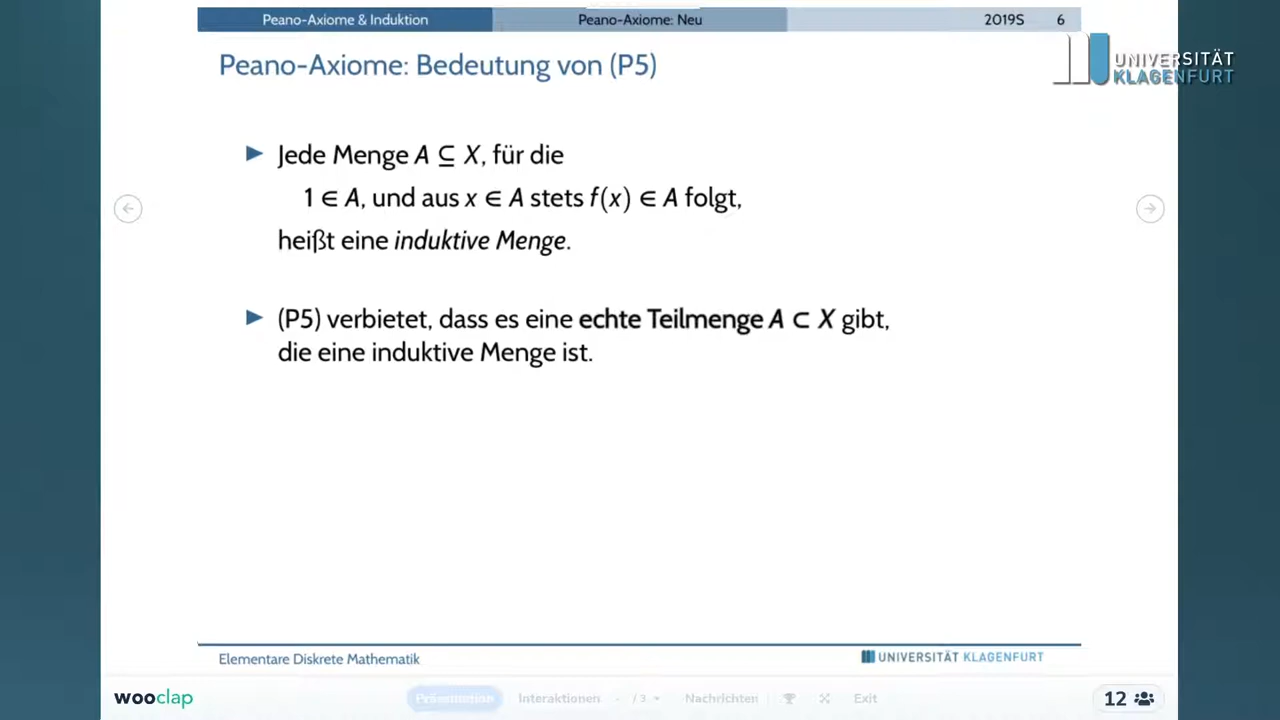 Peano-Axiome & Induktion Peano-Axiome: Neu 2019S 6
UNIVERSITÄT
KLAGENFURT
Peano-Axiome: Bedeutung von (P5)
Jede Menge A ⊆ X, für die
1 ∈ A, und aus x ∈ A stets f(x) ∈ A folgt,
heißt eine induktive Menge.
(P5) verbietet, dass es eine echte Teilmenge A ⊂ X gibt,
die eine induktive Menge ist.
Elementare Diskrete Mathematik UNIVERSITÄT KLAGENFURT
wooclap Präsentation Interaktionen - / 3 Nachrichten Exit 12